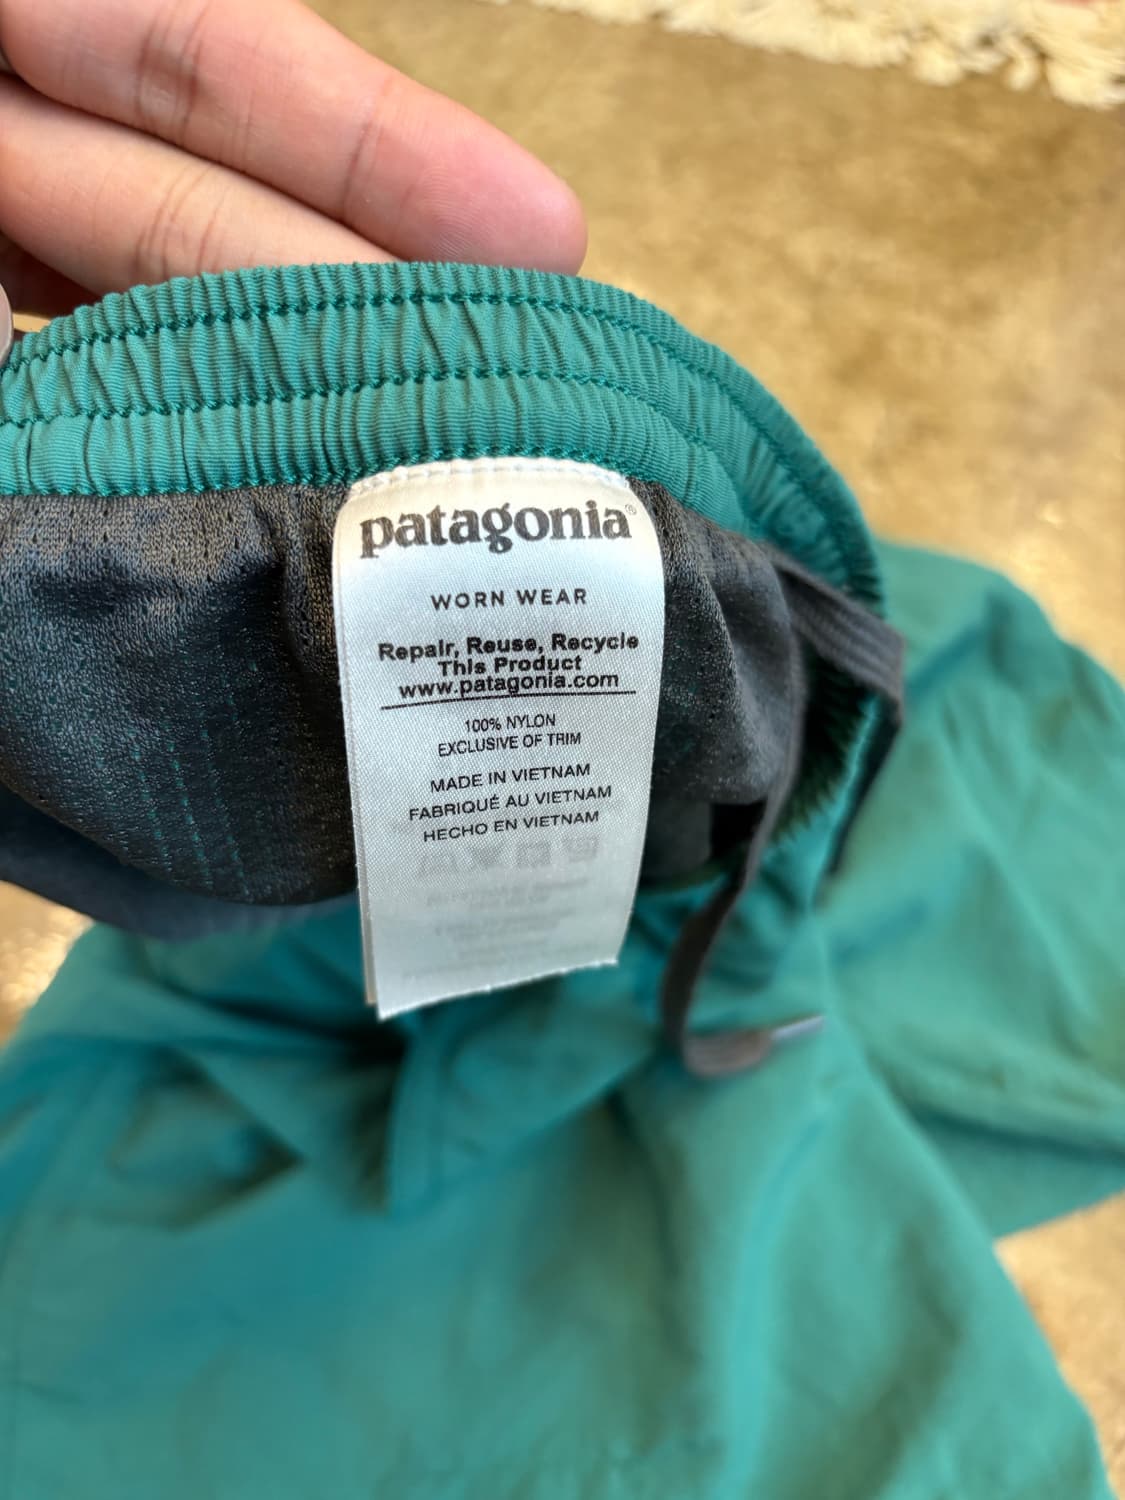 patagonia®
WORN WEAR
Repair, Reuse, Recycle
This Product
www.patagonia.com
100% NYLON
EXCLUSIVE OF TRIM
MADE IN VIETNAM
FABRIQUÉ AU VIETNAM
HECHO EN VIETNAM